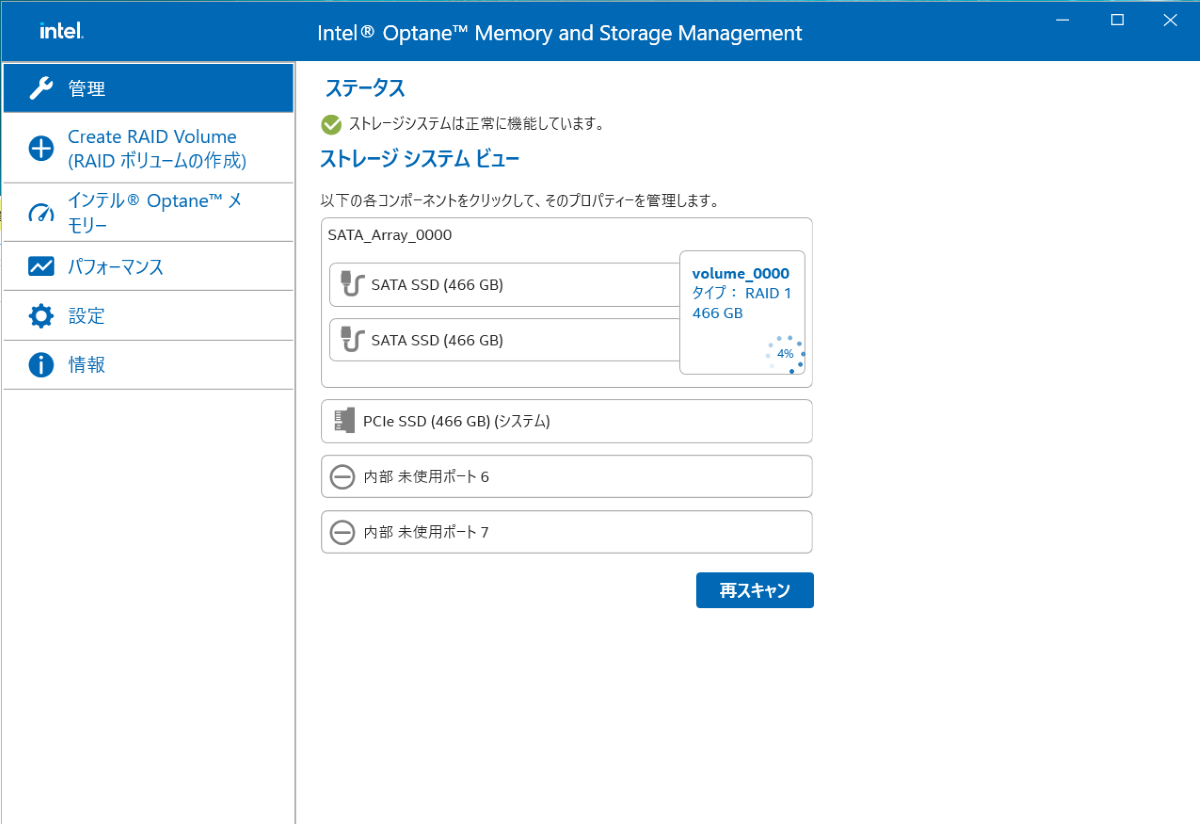 intel.
Intel® Optane™ Memory and Storage Management
管理
Create RAID Volume
(RAID ボリュームの作成)
インテル® Optane™ メ
モリー
パフォーマンス
設定
情報
ステータス
ストレージシステムは正常に機能しています。
ストレージ システム ビュー
以下の各コンポーネントをクリックして、そのプロパティーを管理します。
SATA_Array_0000
SATA SSD (466 GB)
SATA SSD (466 GB)
volume_0000
タイプ： RAID 1
466 GB
4%
PCIe SSD (466 GB) (システム)
内部 未使用ポート 6
内部 未使用ポート 7
再スキャン